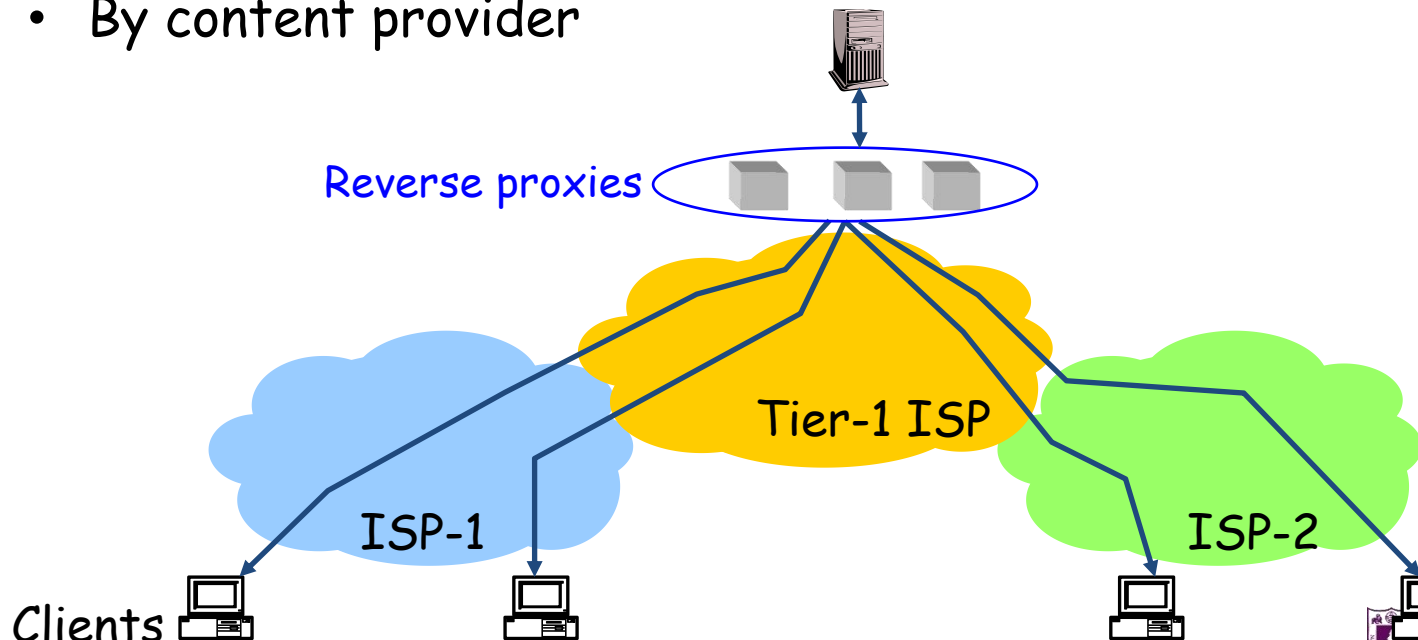 • By content provider
Reverse proxies
Tier-1 ISP
ISP-1
ISP-2
Clients